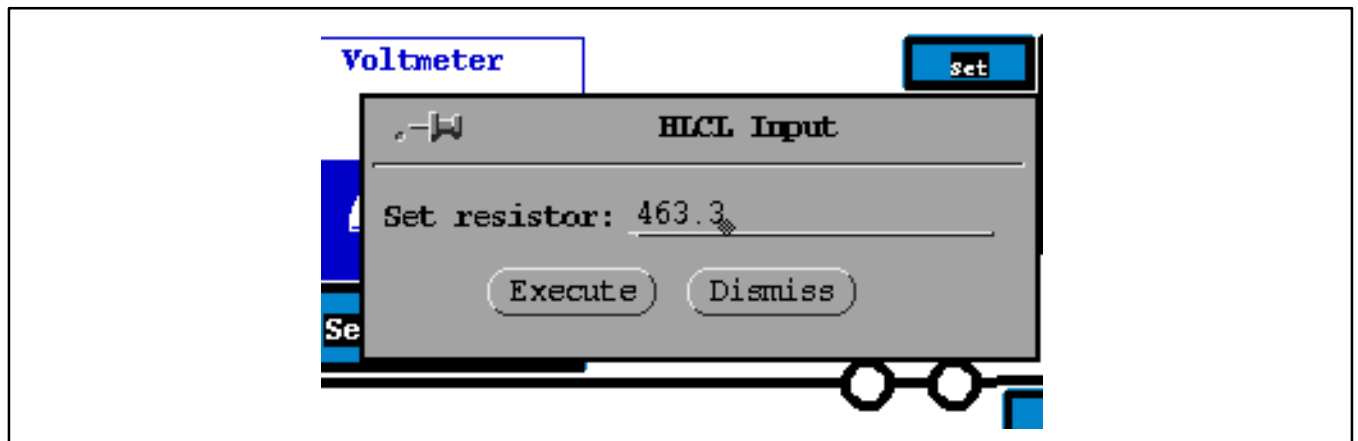 Voltmeter
Set
HLCL Input
Set resistor: 463.3
Execute Dismiss
Se